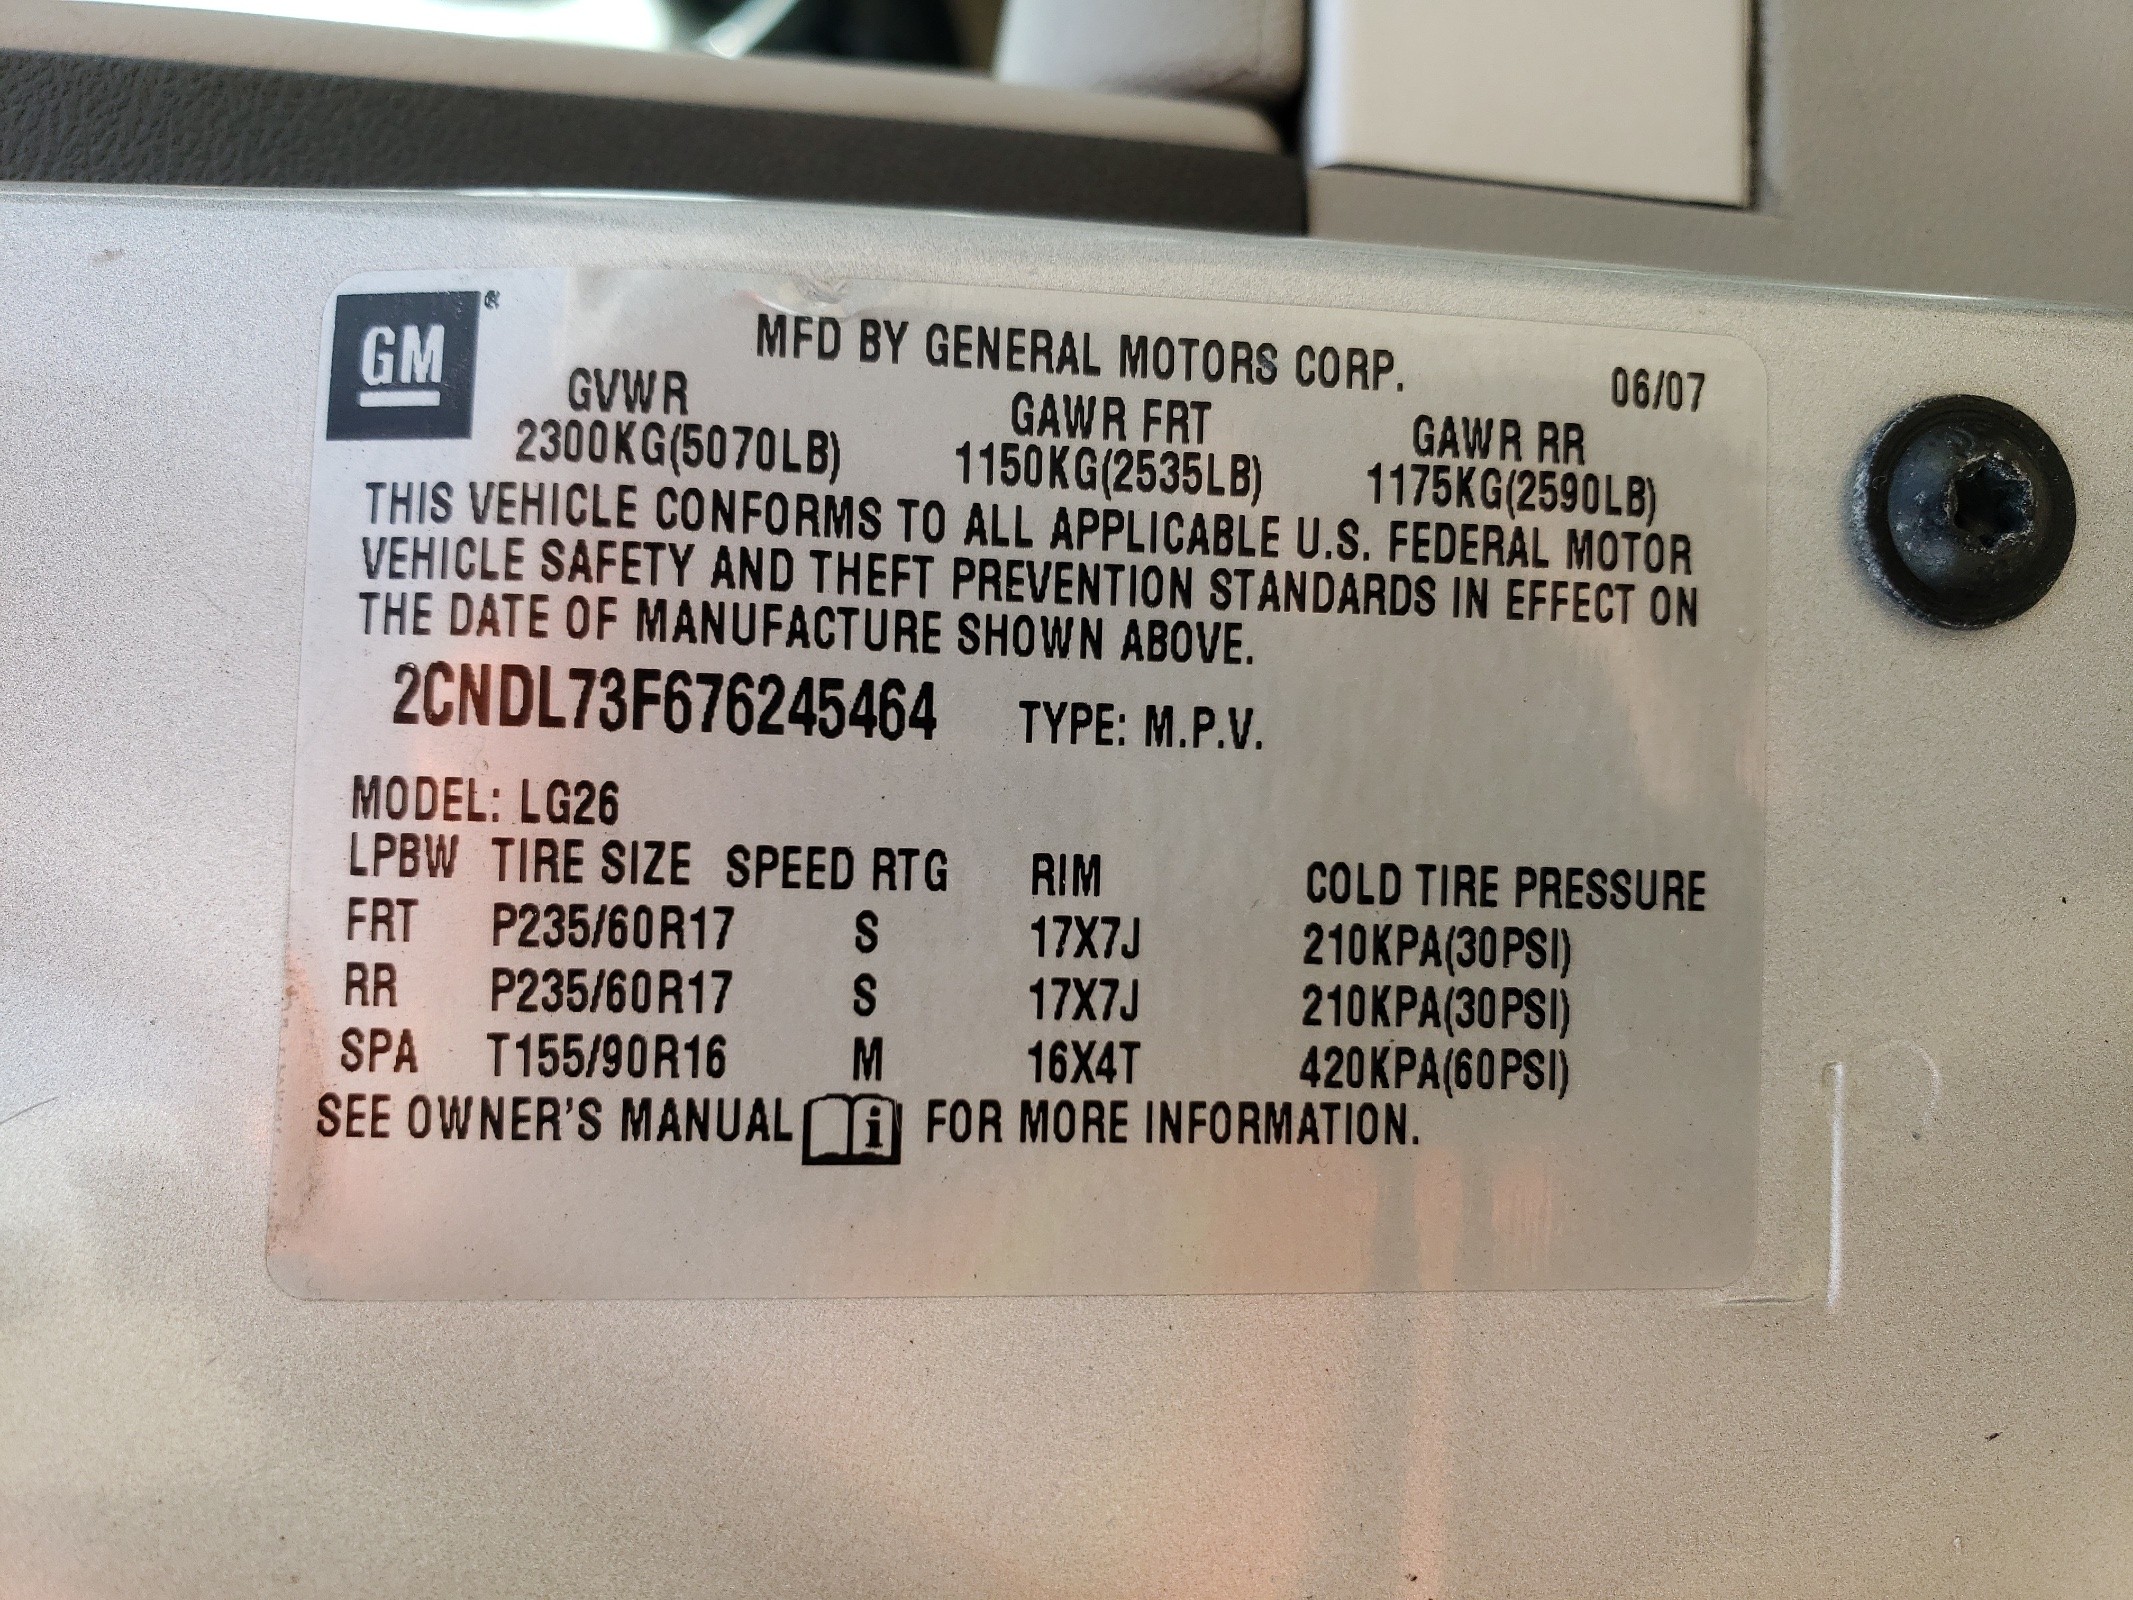 GM®
MFD BY GENERAL MOTORS CORP. 06/07
GVWR GAWR FRT GAWR RR
2300KG(5070LB) 1150KG(2535LB) 1175KG(2590LB)
THIS VEHICLE CONFORMS TO ALL APPLICABLE U.S. FEDERAL MOTOR
VEHICLE SAFETY AND THEFT PREVENTION STANDARDS IN EFFECT ON
THE DATE OF MANUFACTURE SHOWN ABOVE.
2CNDL73F676245464 TYPE: M.P.V.
MODEL: LG26
LPBW TIRE SIZE SPEED RTG RIM COLD TIRE PRESSURE
FRT P235/60R17 S 17X7J 210KPA(30PSI)
RR P235/60R17 S 17X7J 210KPA(30PSI)
SPA T155/90R16 M 16X4T 420KPA(60PSI)
SEE OWNER'S MANUAL i FOR MORE INFORMATION.